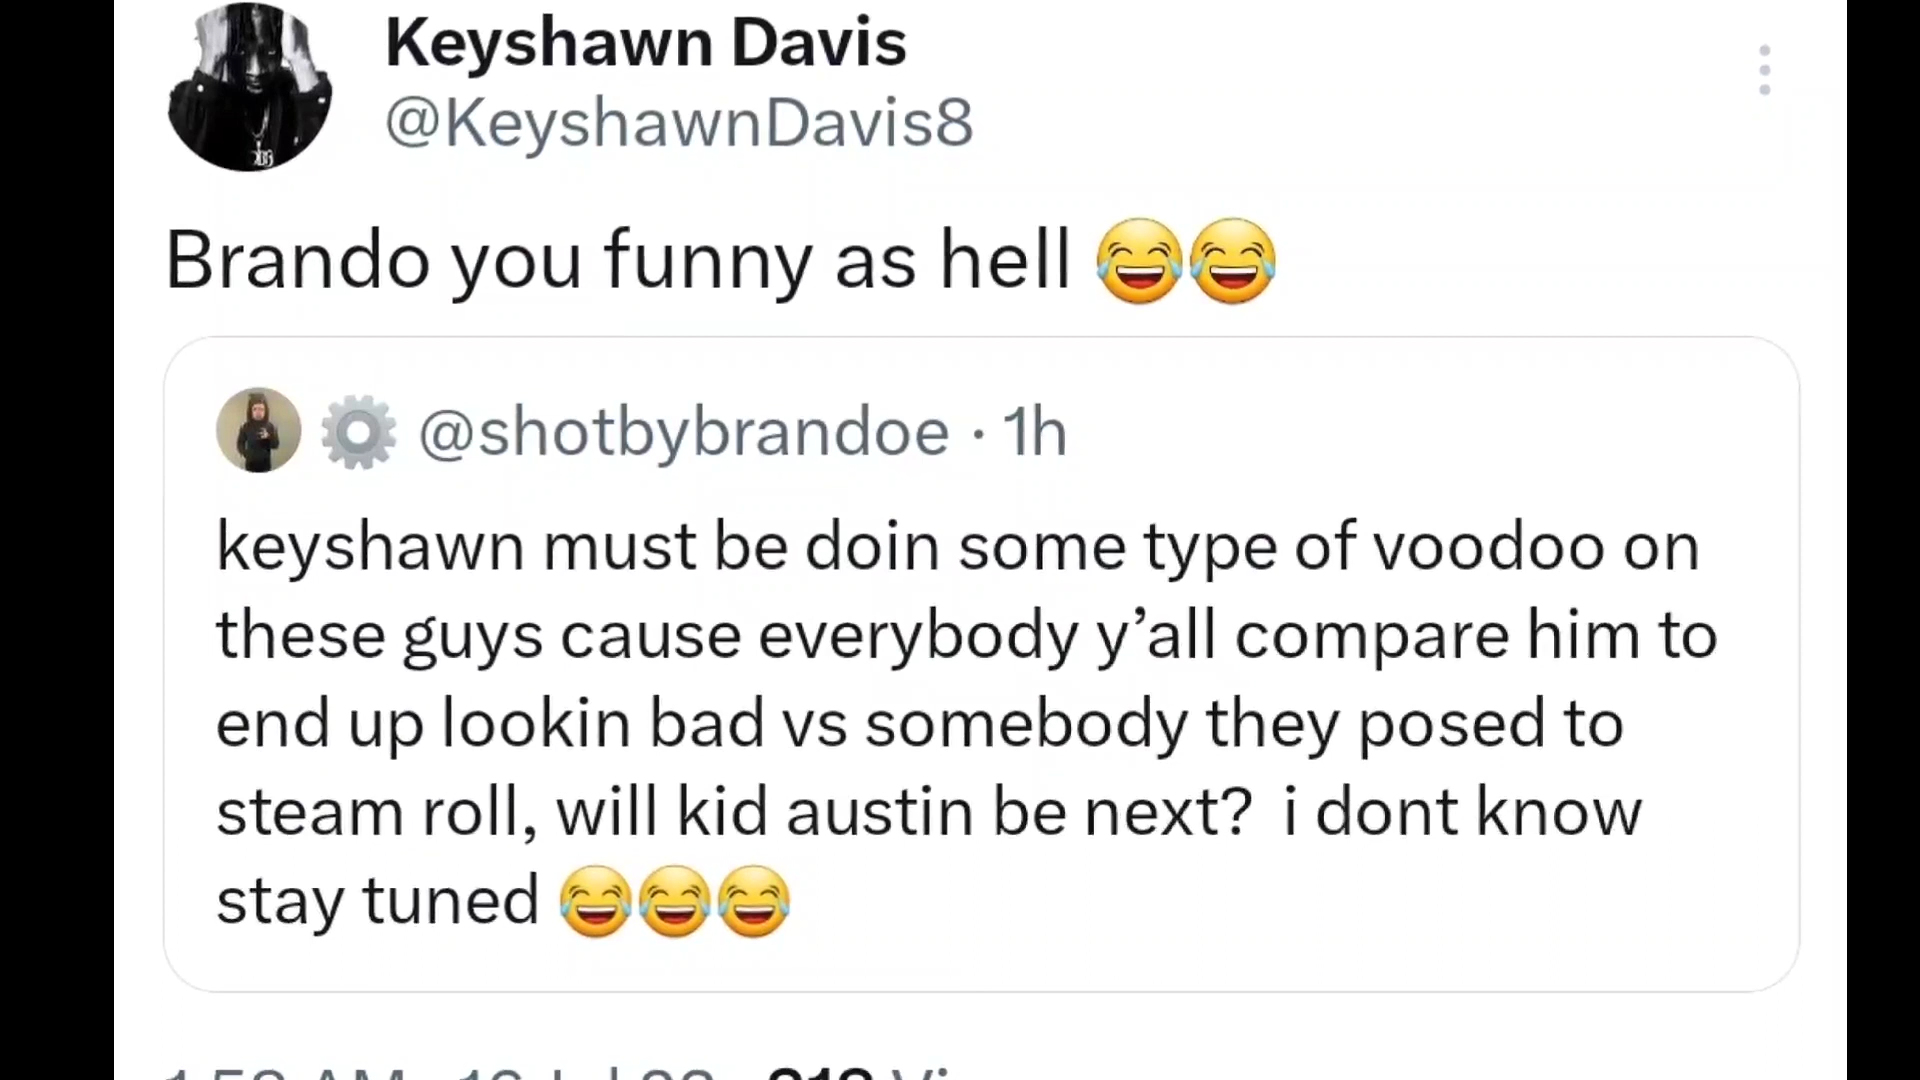 Keyshawn Davis
@KeyshawnDavis8
Brando you funny as hell 😂😂
@shotbybrandoe · 1h
keyshawn must be doin some type of voodoo on
these guys cause everybody y’all compare him to
end up lookin bad vs somebody they posed to
steam roll, will kid austin be next?  i dont know
stay tuned 😂😂😂